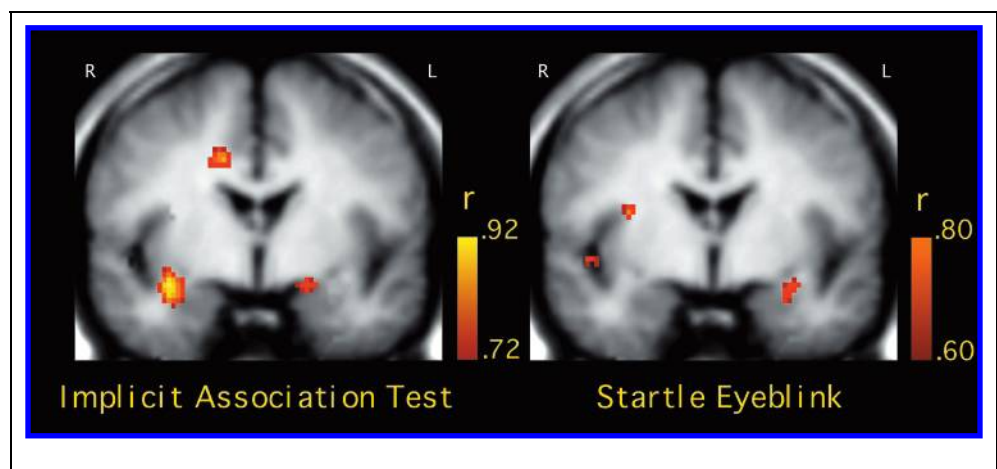 R L
r
.92
.72
Implicit Association Test
R L
r
.80
.60
Startle Eyeblink